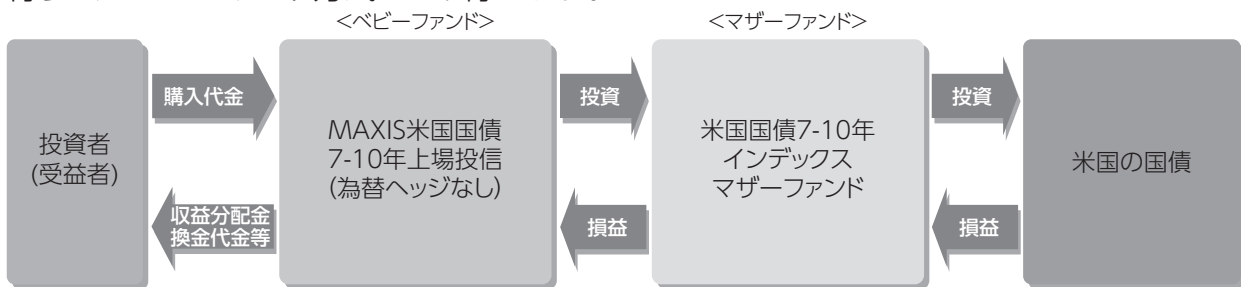 <ベビーファンド>
<マザーファンド>
投資者
(受益者)
購入代金
収益分配金
換金代金等
MAXIS米国国債
7-10年上場投信
(為替ヘッジなし)
投資
損益
米国国債7-10年
インデックス
マザーファンド
投資
損益
米国の国債